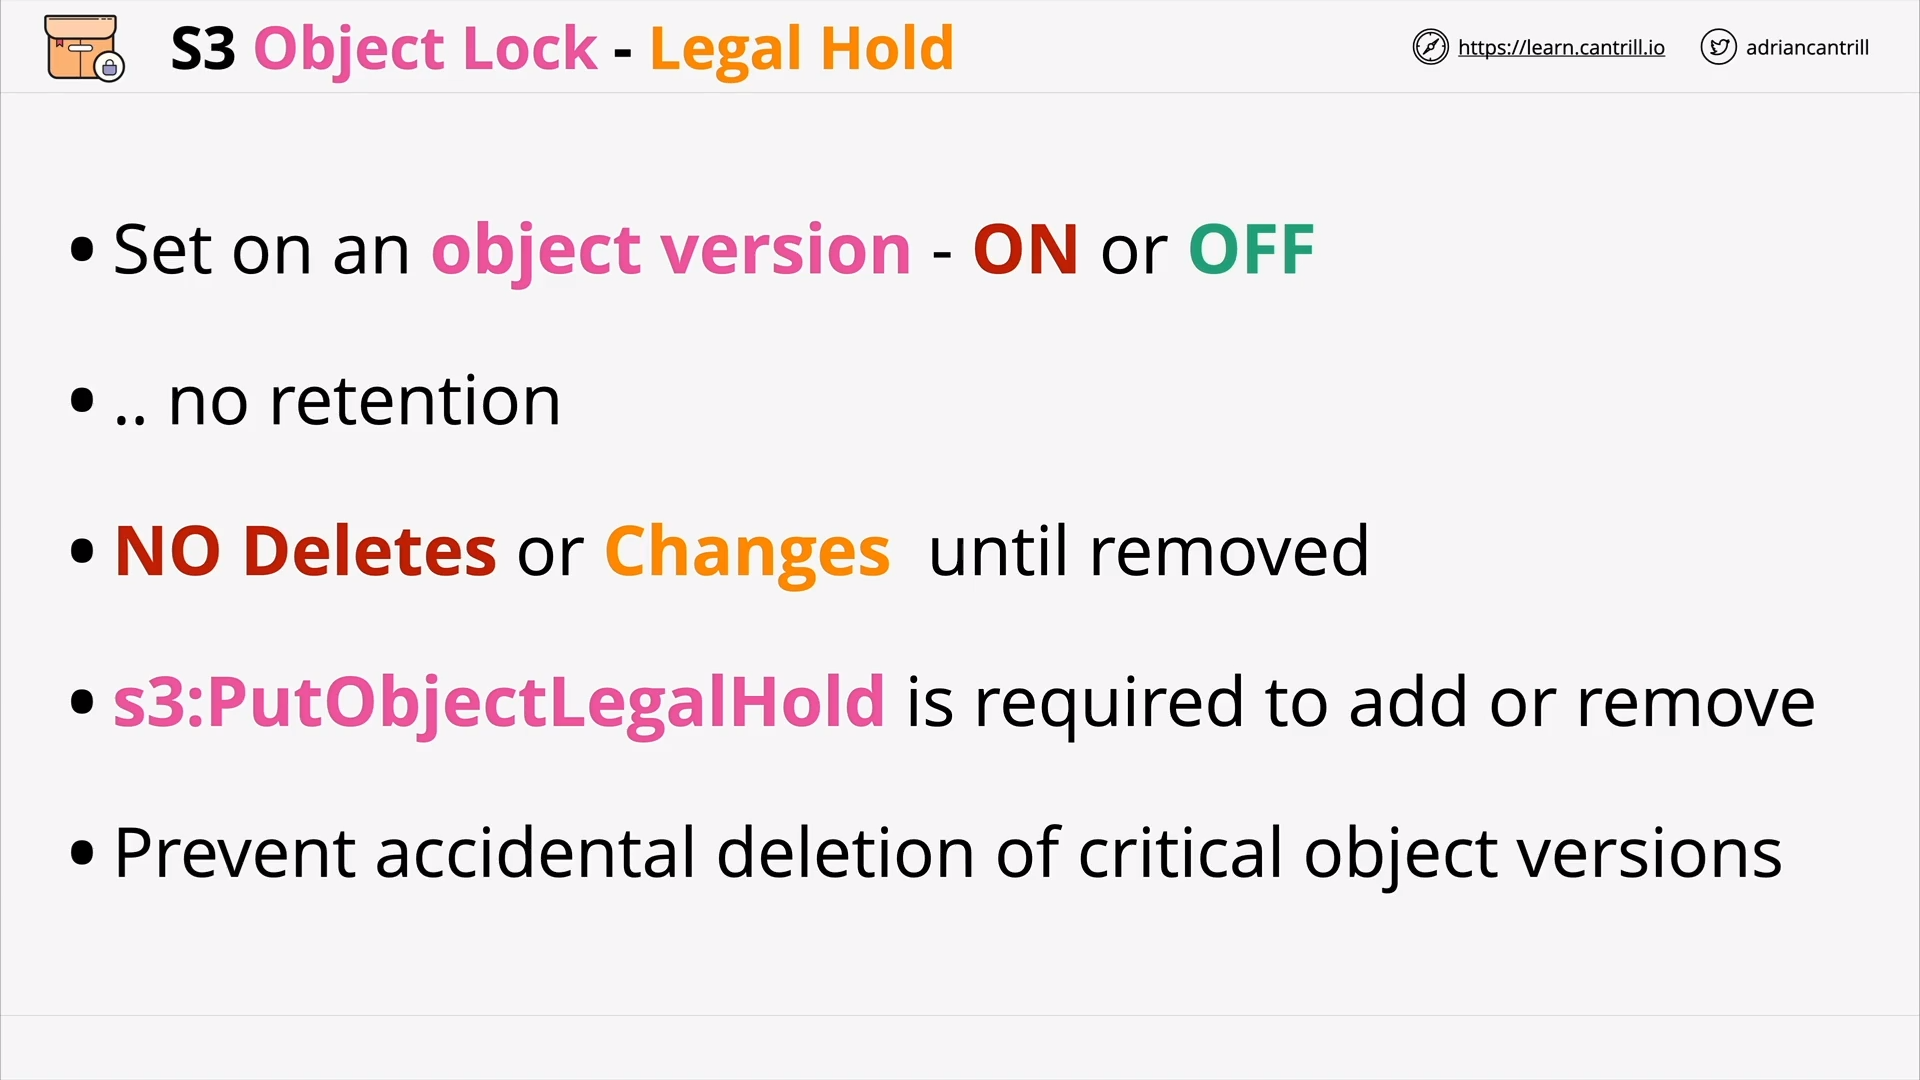 S3 Object Lock - Legal Hold
https://learn.cantrill.io
adriancantrill
• Set on an object version - ON or OFF
• .. no retention
• NO Deletes or Changes until removed
• s3:PutObjectLegalHold is required to add or remove
• Prevent accidental deletion of critical object versions